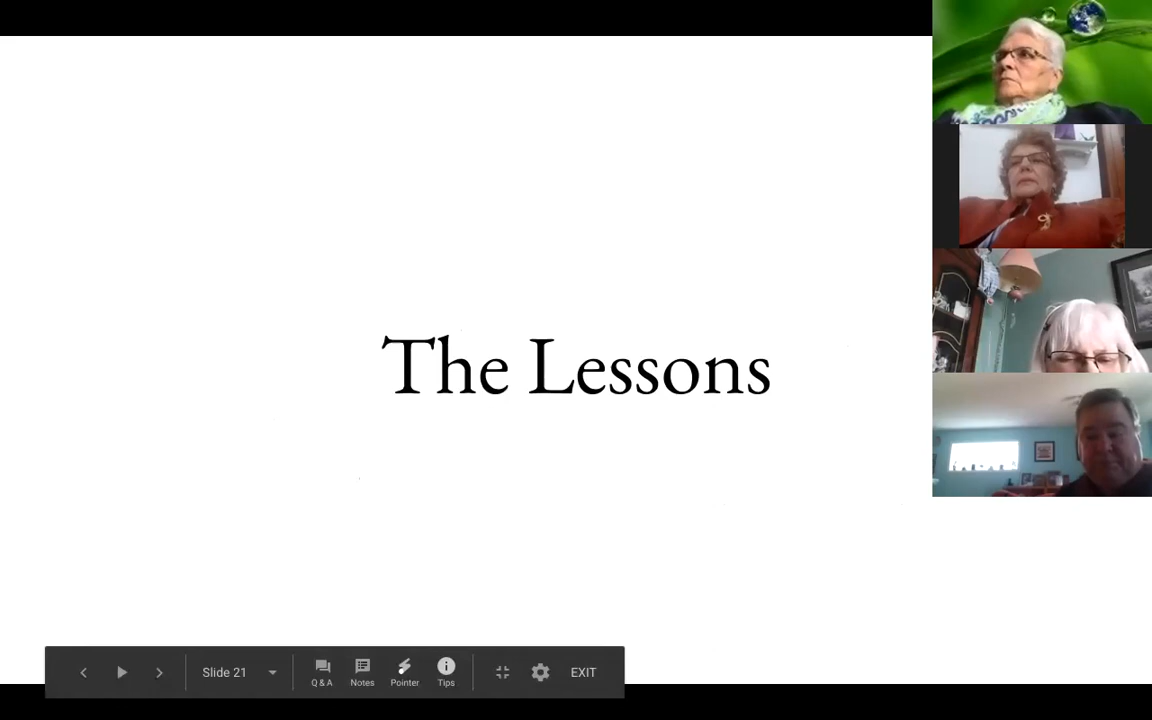 The Lessons
Slide 21
Q & A
Notes
Pointer
Tips
EXIT